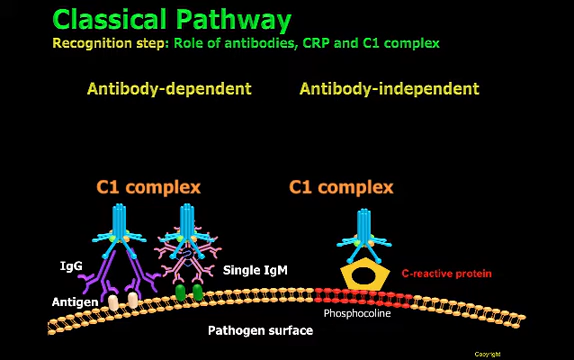 Classical Pathway
Recognition step: Role of antibodies, CRP and C1 complex
Antibody-dependent
Antibody-independent
C1 complex
C1 complex
IgG
Single IgM
C-reactive protein
Antigen
Phosphocoline
Pathogen surface
Copyright